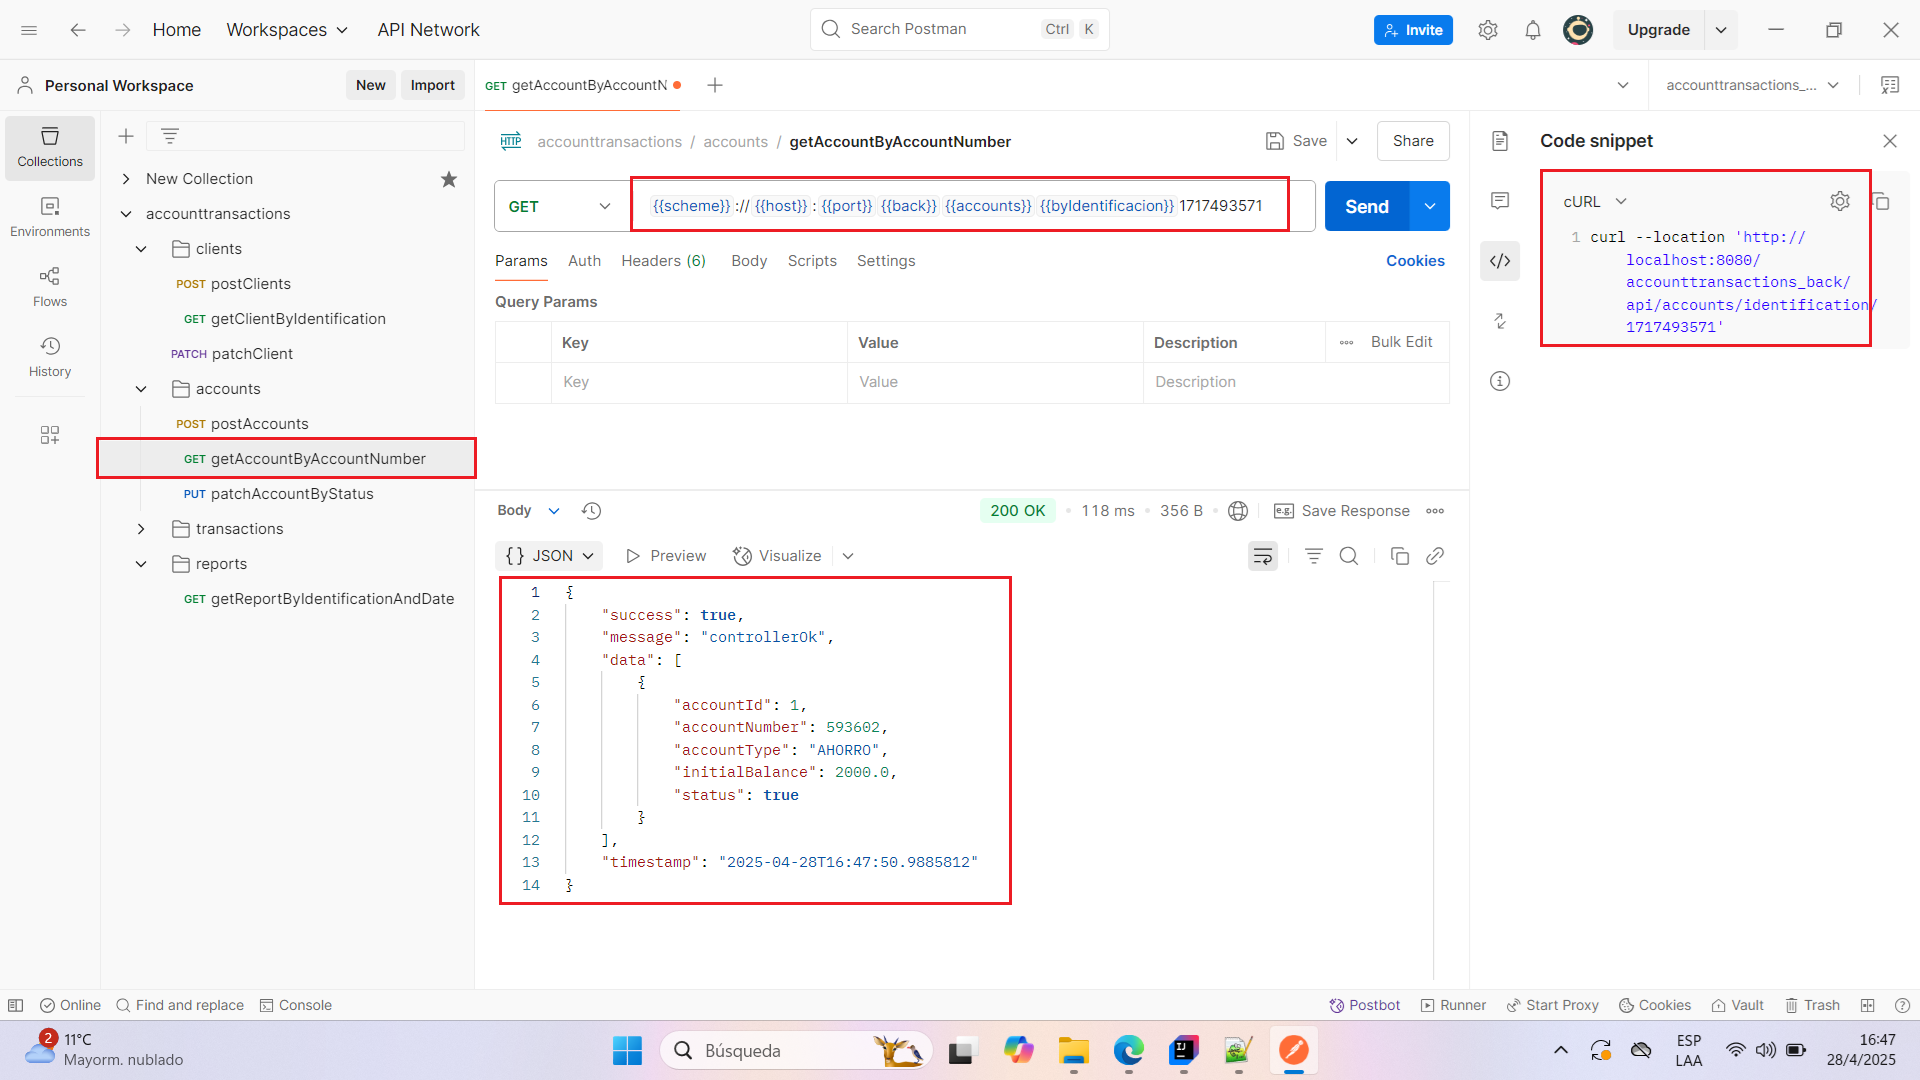 Home
Workspaces
API Network
Search Postman
Ctrl K
Invite
Upgrade
Personal Workspace
New
Import
GET getAccountByAccountN
accounttransactions_...
Collections
Environments
Flows
History
New Collection
accounttransactions
clients
POST postClients
GET getClientByIdentification
PATCH patchClient
accounts
POST postAccounts
GET getAccountByAccountNumber
PUT patchAccountByStatus
transactions
reports
GET getReportByIdentificationAndDate
HTTP accounttransactions / accounts / getAccountByAccountNumber
Save
Share
GET
{{scheme}}://{{host}}:{{port}}{{back}}{{accounts}}{{byIdentificacion}}1717493571
Send
Params Auth Headers (6) Body Scripts Settings
Cookies
Query Params
Key Value Description Bulk Edit
Key Value Description
Body
200 OK
118 ms
356 B
e.g. Save Response
{} JSON
Preview
Visualize
1 {
2 "success": true,
3 "message": "controllerOk",
4 "data": [
5 {
6 "accountId": 1,
7 "accountNumber": 593602,
8 "accountType": "AHORRO",
9 "initialBalance": 2000.0,
10 "status": true
11 }
12 ],
13 "timestamp": "2025-04-28T16:47:50.9885812"
14 }
Code snippet
cURL
1 curl --location 'http://
localhost:8080/
accounttransactions_back/
api/accounts/identification/
1717493571'
Online
Find and replace
Console
Postbot
Runner
Start Proxy
Cookies
Vault
Trash
2
11°C
Mayorm. nublado
Búsqueda
IJ
ESP
LAA
16:47
28/4/2025